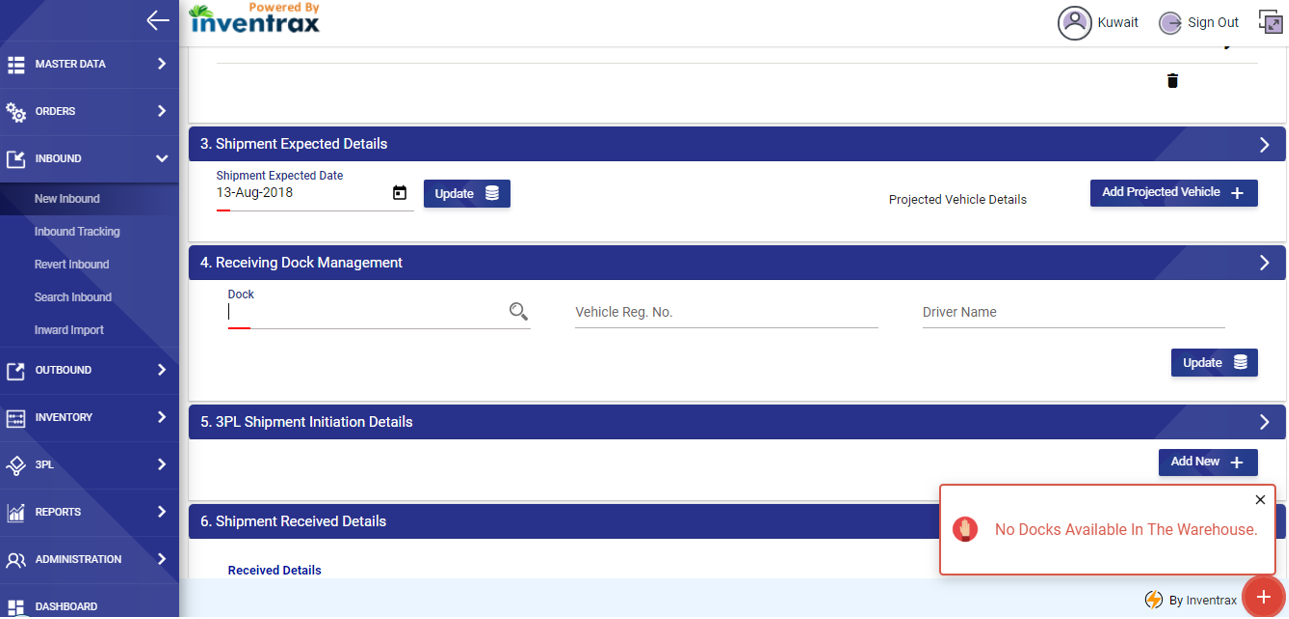 Powered By
inventrax
Kuwait
Sign Out
MASTER DATA
ORDERS
INBOUND
New Inbound
Inbound Tracking
Revert Inbound
Search Inbound
Inward Import
OUTBOUND
INVENTORY
3PL
REPORTS
ADMINISTRATION
DASHBOARD
3. Shipment Expected Details
Shipment Expected Date
13-Aug-2018
Update
Projected Vehicle Details
Add Projected Vehicle +
4. Receiving Dock Management
Dock
Vehicle Reg. No.
Driver Name
Update
5. 3PL Shipment Initiation Details
Add New +
6. Shipment Received Details
No Docks Available In The Warehouse.
Received Details
By Inventrax